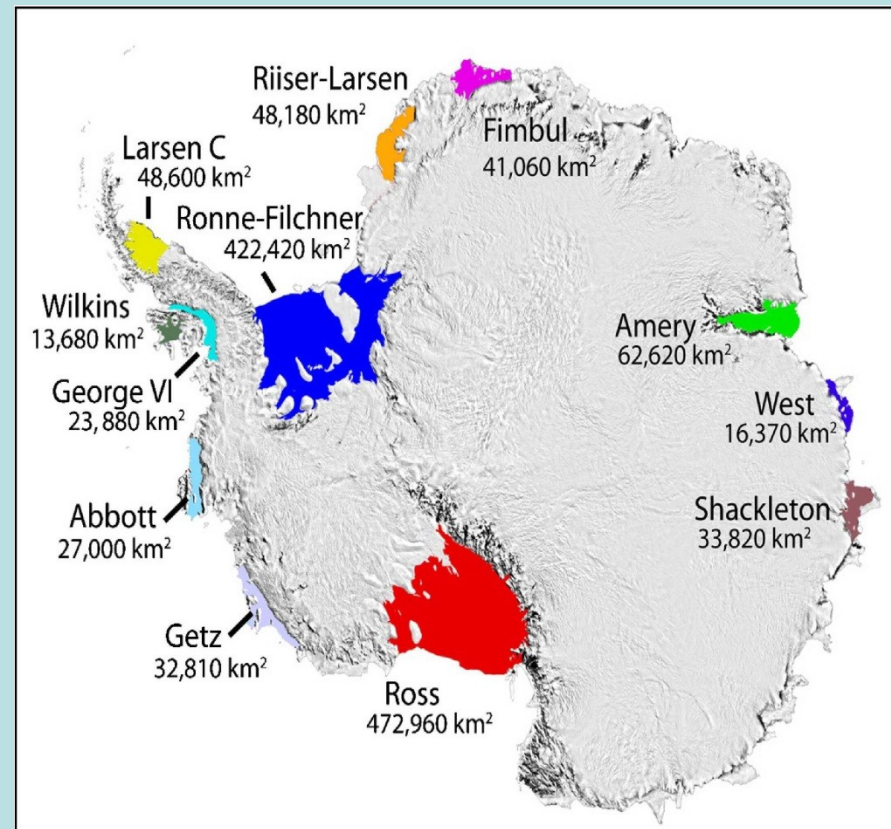 Riiser-Larsen
48,180 km²
Fimbul
41,060 km²
Larsen C
48,600 km²
Ronne-Filchner
422,420 km²
Wilkins
13,680 km²
George VI
23,880 km²
Amery
62,620 km²
West
16,370 km²
Abbott
27,000 km²
Shackleton
33,820 km²
Getz
32,810 km²
Ross
472,960 km²